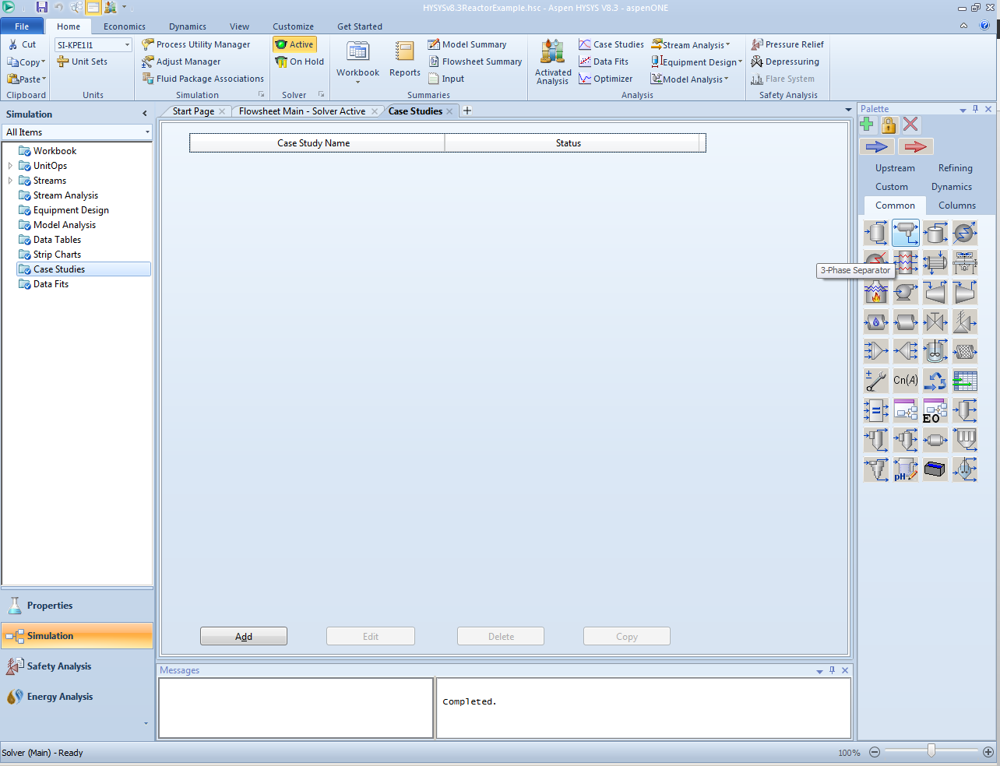 HYSYSv8.3ReactorExample.hsc - Aspen HYSYS V8.3 - aspenONE
File Home Economics Dynamics View Customize Get Started
Cut
Copy
Paste
Clipboard
SI-KPE1I1
Unit Sets
Units
Process Utility Manager
Adjust Manager
Fluid Package Associations
Simulation
Active
On Hold
Solver
Workbook
Reports
Model Summary
Flowsheet Summary
Input
Summaries
Activated
Analysis
Case Studies
Data Fits
Optimizer
Stream Analysis
Equipment Design
Model Analysis
Analysis
Pressure Relief
Depressuring
Flare System
Safety Analysis
Simulation
All Items
Workbook
UnitOps
Streams
Stream Analysis
Equipment Design
Model Analysis
Data Tables
Strip Charts
Case Studies
Data Fits
Properties
Simulation
Safety Analysis
Energy Analysis
Start Page
Flowsheet Main - Solver Active
Case Studies
Case Study Name Status
Add Edit Delete Copy
Messages
Completed.
Palette
Upstream Refining
Custom Dynamics
Common Columns
3-Phase Separator
Cn(A)
EO
pH
Solver (Main) - Ready
100%